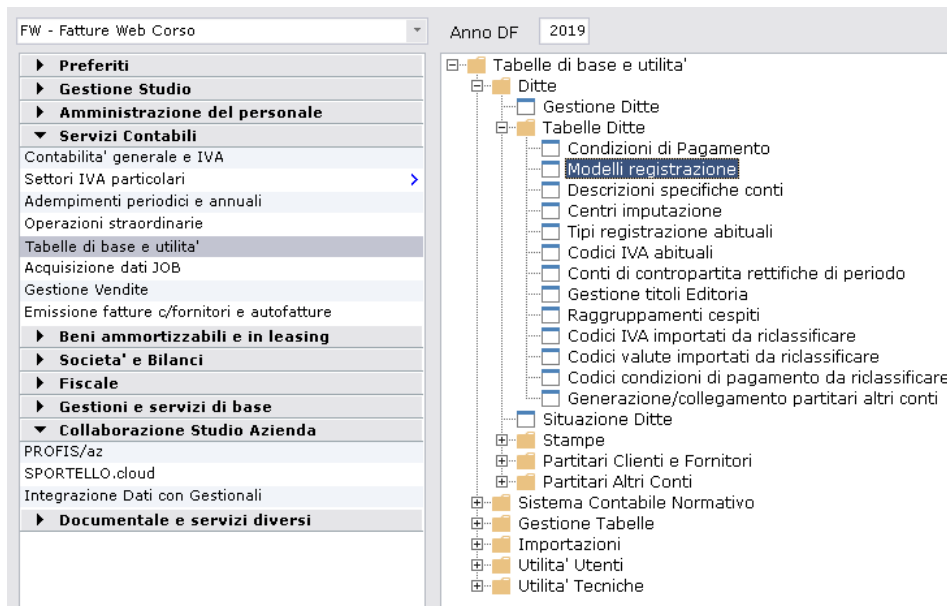 FW - Fatture Web Corso
Anno DF 2019
Preferiti
Gestione Studio
Amministrazione del personale
Servizi Contabili
Contabilita' generale e IVA
Settori IVA particolari
Adempimenti periodici e annuali
Operazioni straordinarie
Tabelle di base e utilita'
Acquisizione dati JOB
Gestione Vendite
Emissione fatture c/fornitori e autofatture
Beni ammortizzabili e in leasing
Societa' e Bilanci
Fiscale
Gestioni e servizi di base
Collaborazione Studio Azienda
PROFIS/az
SPORTELLO.cloud
Integrazione Dati con Gestionali
Documentale e servizi diversi
Tabelle di base e utilita'
Ditte
Gestione Ditte
Tabelle Ditte
Condizioni di Pagamento
Modelli registrazione
Descrizioni specifiche conti
Centri imputazione
Tipi registrazione abituali
Codici IVA abituali
Conti di contropartita rettifiche di periodo
Gestione titoli Editoria
Raggruppamenti cespiti
Codici IVA importati da riclassificare
Codici valute importati da riclassificare
Codici condizioni di pagamento da riclassificare
Generazione/collegamento partitari altri conti
Situazione Ditte
Stampe
Partitari Clienti e Fornitori
Partitari Altri Conti
Sistema Contabile Normativo
Gestione Tabelle
Importazioni
Utilita' Utenti
Utilita' Tecniche